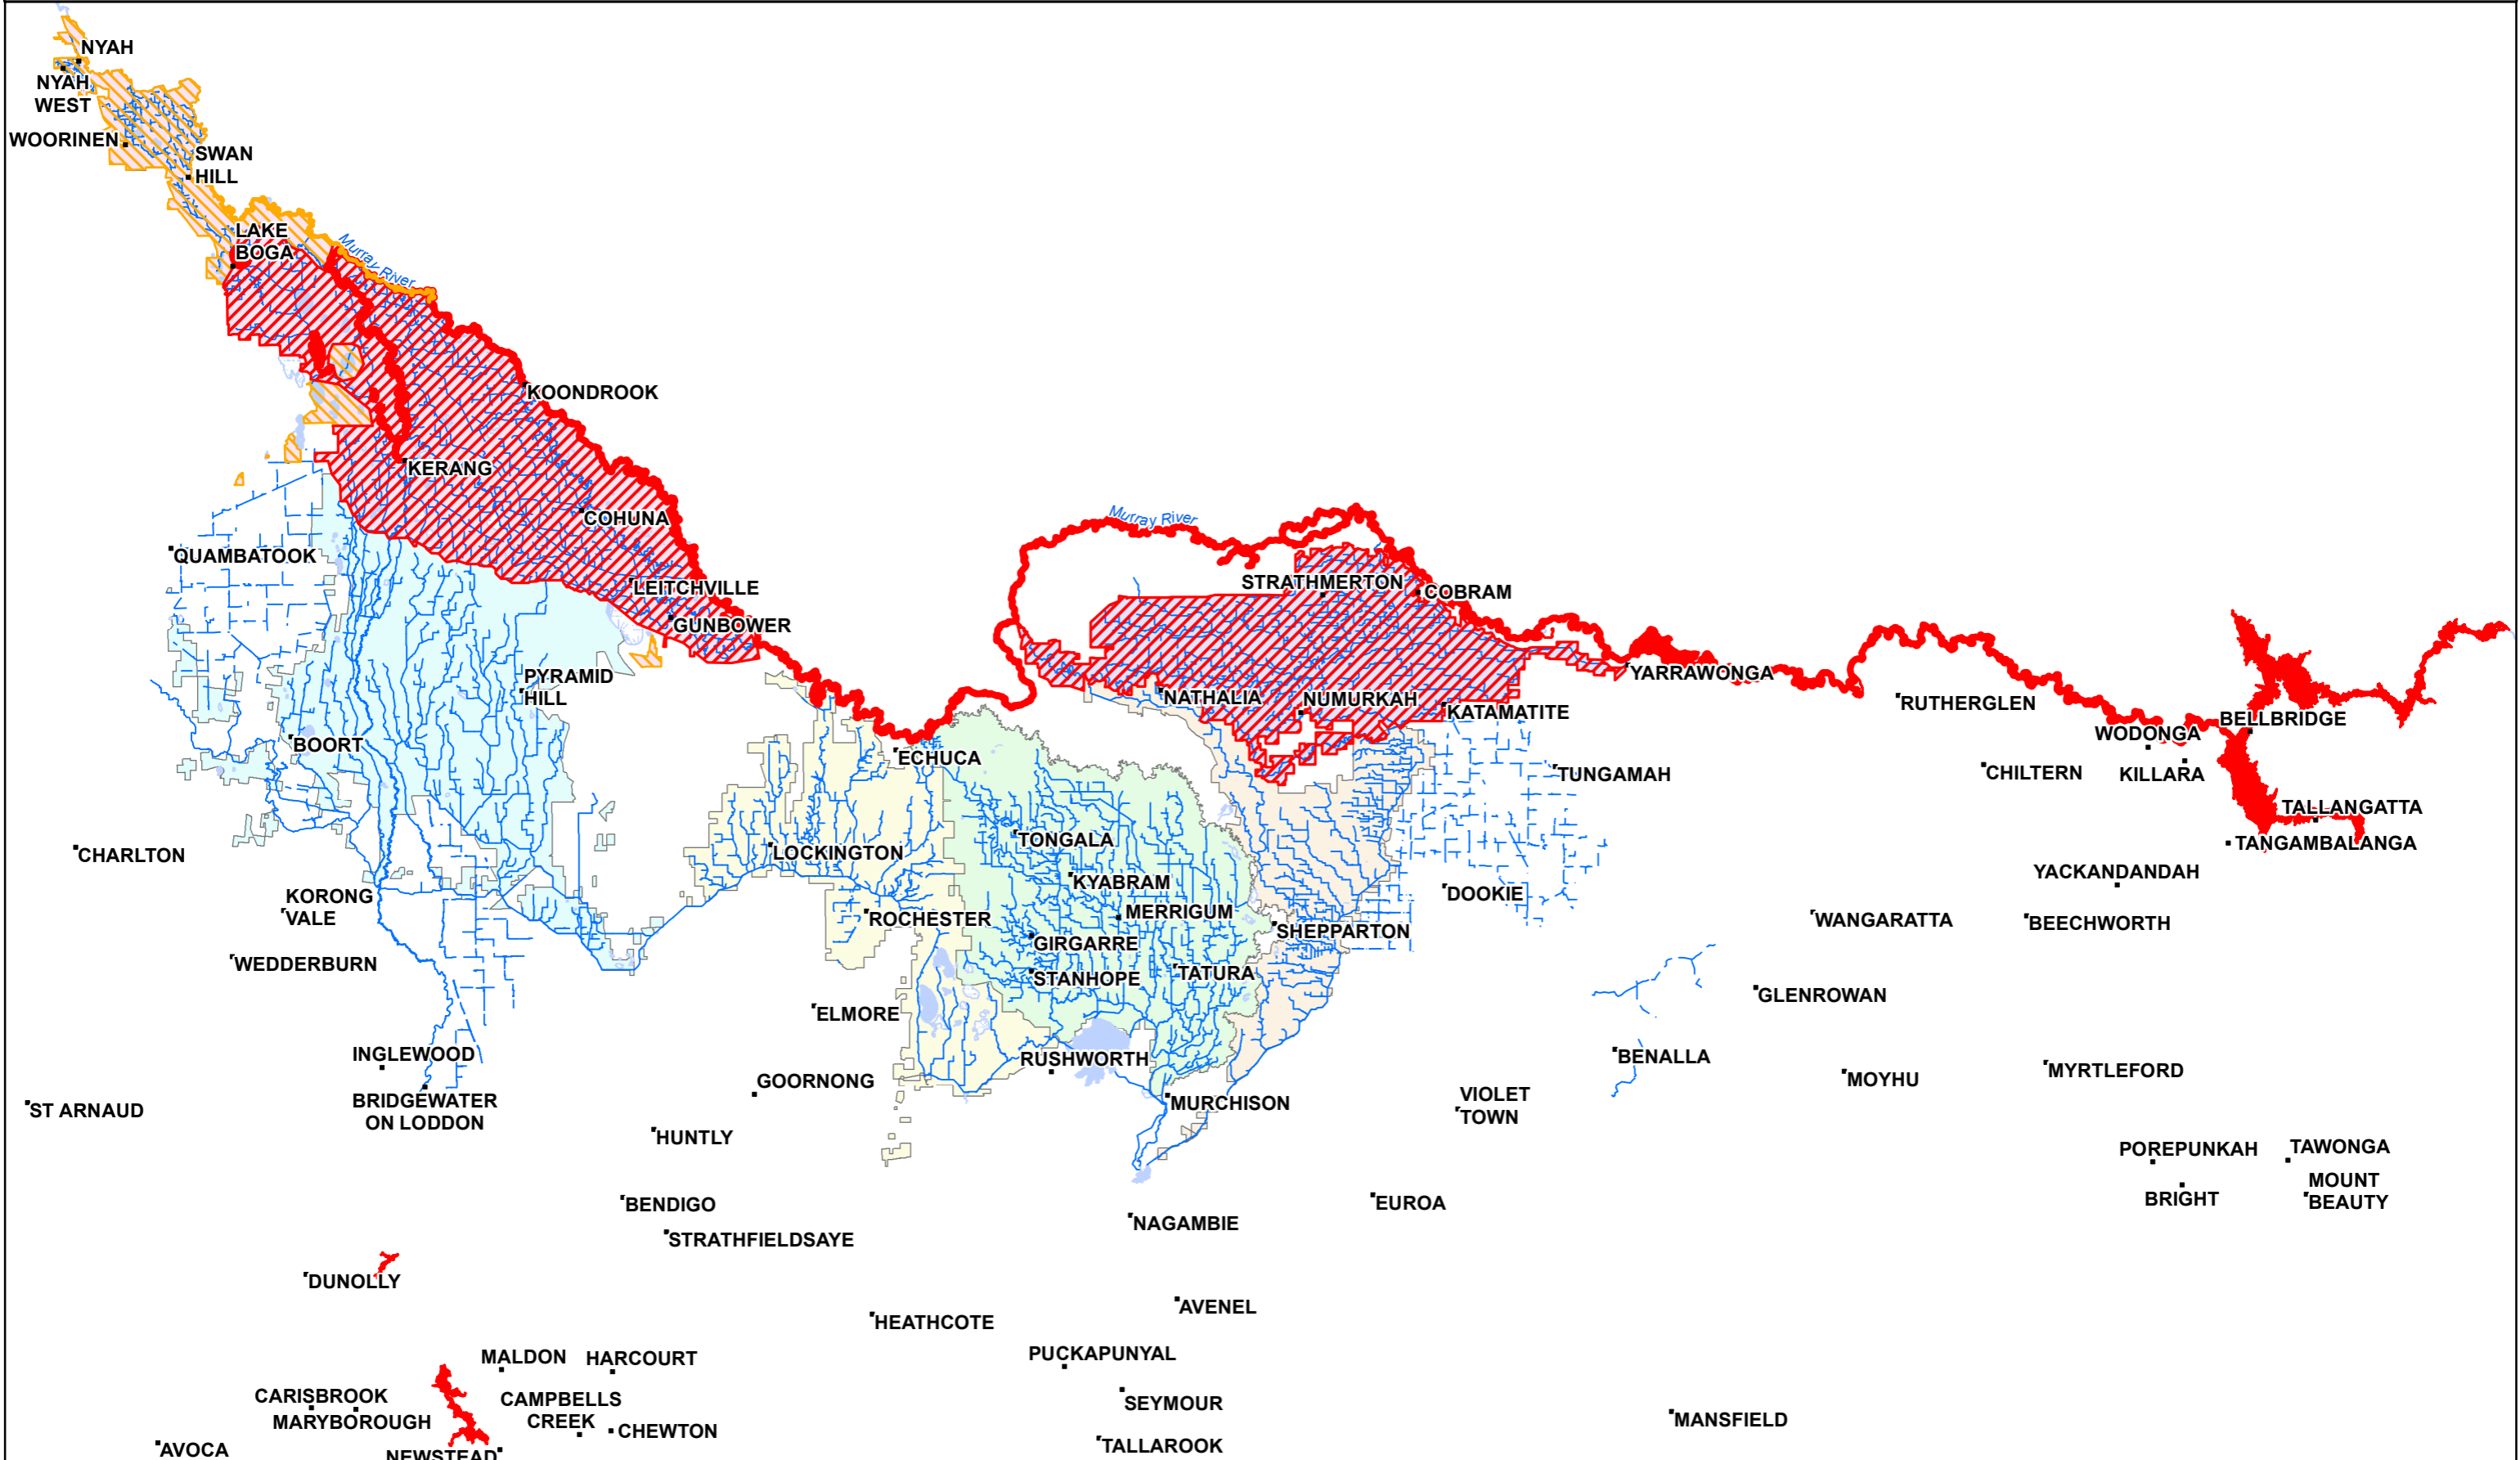 NYAH
NYAH
WEST
WOORINEN
SWAN
HILL
LAKE
BOGA
Murray River
KOONDROOK
KERANG
COHUNA
Murray River
QUAMBATOOK
LEITCHVILLE
STRATHMERTON
COBRAM
GUNBOWER
PYRAMID
HILL
YARRAWONGA
NATHALIA
NUMURKAH
KATAMATITE
RUTHERGLEN
BELLBRIDGE
WODONGA
BOORT
ECHUCA
TUNGAMAH
CHILTERN
KILLARA
TALLANGATTA
TONGALA
TANGAMBALANGA
CHARLTON
LOCKINGTON
KYABRAM
YACKANDANDAH
KORONG
VALE
DOOKIE
MERRIGUM
ROCHESTER
WANGARATTA
BEECHWORTH
SHEPPARTON
GIRGARRE
WEDDERBURN
STANHOPE
TATURA
GLENROWAN
ELMORE
INGLEWOOD
RUSHWORTH
BENALLA
MYRTLEFORD
GOORNONG
MOYHU
ST ARNAUD
BRIDGEWATER
ON LODDON
MURCHISON
VIOLET
TOWN
HUNTLY
POREPUNKAH
TAWONGA
MOUNT
BEAUTY
BRIGHT
BENDIGO
EUROA
NAGAMBIE
STRATHFIELDSAYE
DUNOLLY
AVENEL
HEATHCOTE
MALDON
HARCOURT
PUCKAPUNYAL
CARISBROOK
CAMPBELLS
CREEK
SEYMOUR
MARYBOROUGH
CHEWTON
MANSFIELD
AVOCA
NEWSTEAD
TALLAROOK